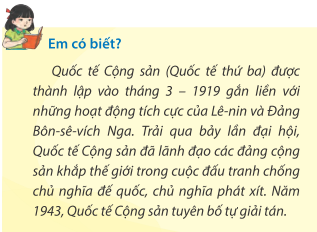 Em có biết?
Quốc tế Cộng sản (Quốc tế thứ ba) được
thành lập vào tháng 3 – 1919 gắn liền với
những hoạt động tích cực của Lê-nin và Đảng
Bôn-sê-vích Nga. Trải qua bảy lần đại hội,
Quốc tế Cộng sản đã lãnh đạo các đảng cộng
sản khắp thế giới trong cuộc đấu tranh chống
chủ nghĩa đế quốc, chủ nghĩa phát xít. Năm
1943, Quốc tế Cộng sản tuyên bố tự giải tán.